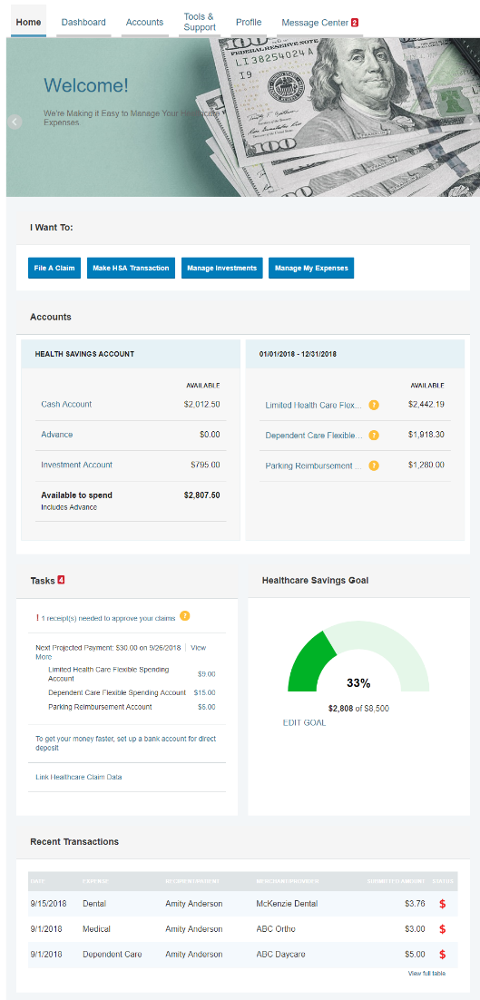 Home
Dashboard
Accounts
Tools &
Support
Profile
Message Center 2
Welcome!
We're Making it Easy to Manage Your Healthcare
Expenses.
FEDERAL RESERVE NOTE
LI38254024A
I9
100
I Want To:
File A Claim
Make HSA Transaction
Manage Investments
Manage My Expenses
Accounts
HEALTH SAVINGS ACCOUNT
AVAILABLE
Cash Account $2,012.50
Advance $0.00
Investment Account $795.00
Available to spend $2,807.50
Includes Advance
01/01/2018 - 12/31/2018
AVAILABLE
Limited Health Care Flex... ? $2,442.19
Dependent Care Flexible... ? $1,918.30
Parking Reimbursement ... ? $1,280.00
Tasks 4
! 1 receipt(s) needed to approve your claims ?
Next Projected Payment: $30.00 on 9/26/2018 | View
More
Limited Health Care Flexible Spending
Account $9.00
Dependent Care Flexible Spending Account $15.00
Parking Reimbursement Account $6.00
To get your money faster, set up a bank account for direct
deposit
Link Healthcare Claim Data
Healthcare Savings Goal
33%
$2,808 of $8,500
EDIT GOAL
Recent Transactions
DATE EXPENSE RECIPIENT/PATIENT MERCHANT/PROVIDER SUBMITTED AMOUNT STATUS
9/15/2018 Dental Amity Anderson McKenzie Dental $3.76 $
9/1/2018 Medical Amity Anderson ABC Ortho $3.00 $
9/1/2018 Dependent Care Amity Anderson ABC Daycare $5.00 $
View full table